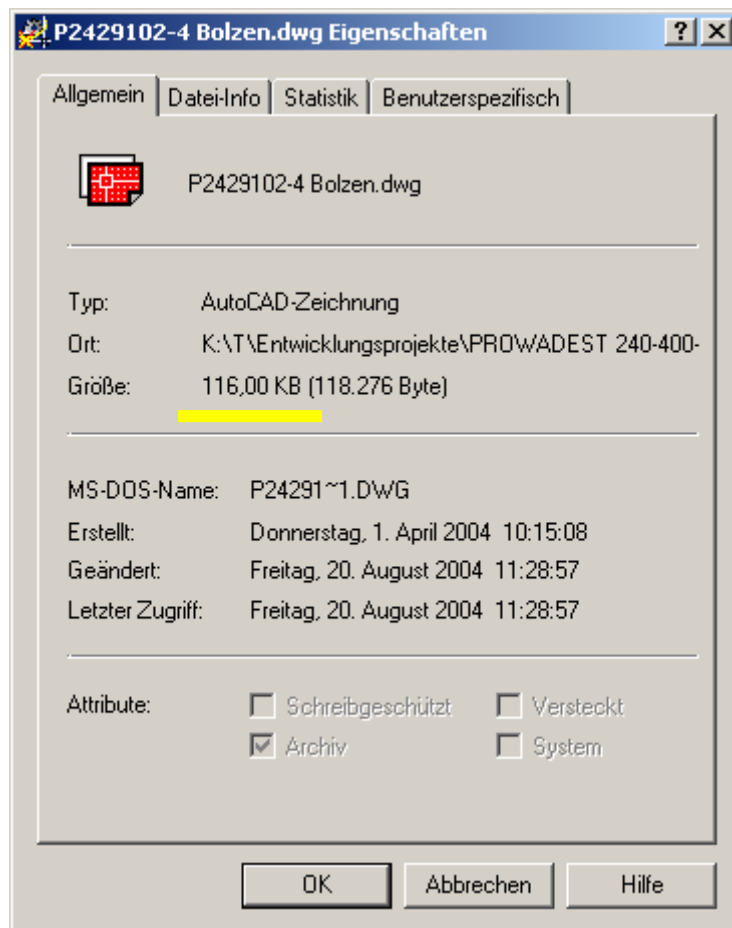 P2429102-4 Bolzen.dwg Eigenschaften
Allgemein Datei-Info Statistik Benutzerspezifisch
P2429102-4 Bolzen.dwg
Typ: AutoCAD-Zeichnung
Ort: K:\T\Entwicklungsprojekte\PROWADEST 240-400-
Größe: 116,00 KB (118.276 Byte)
MS-DOS-Name: P24291~1.DWG
Erstellt: Donnerstag, 1. April 2004 10:15:08
Geändert: Freitag, 20. August 2004 11:28:57
Letzter Zugriff: Freitag, 20. August 2004 11:28:57
Attribute: Schreibgeschützt Versteckt
Archiv System
OK Abbrechen Hilfe